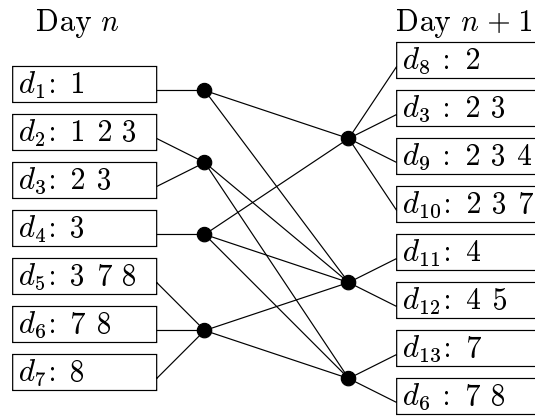 Day n
d1: 1
d2: 1 2 3
d3: 2 3
d4: 3
d5: 3 7 8
d6: 7 8
d7: 8
Day n + 1
d8 : 2
d3 : 2 3
d9 : 2 3 4
d10: 2 3 7
d11: 4
d12: 4 5
d13: 7
d6 : 7 8